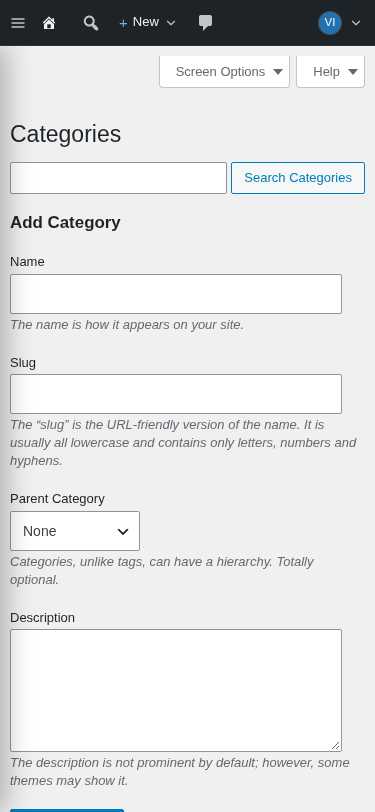 + New
VI
Screen Options
Help
Categories
Search Categories
Add Category
Name
The name is how it appears on your site.
Slug
The “slug” is the URL-friendly version of the name. It is
usually all lowercase and contains only letters, numbers and
hyphens.
Parent Category
None
Categories, unlike tags, can have a hierarchy. Totally
optional.
Description
The description is not prominent by default; however, some
themes may show it.